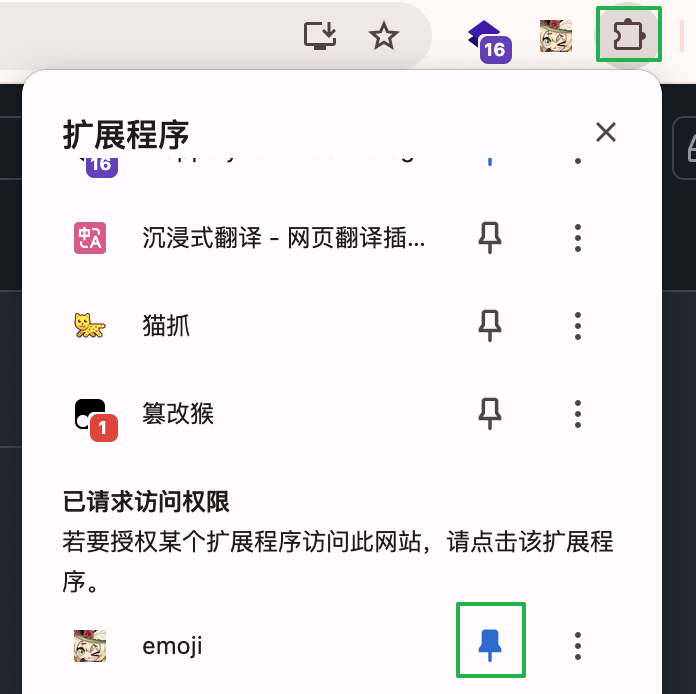 16
扩展程序
16
沉浸式翻译 - 网页翻译插...
猫抓
篡改猴
1
已请求访问权限
若要授权某个扩展程序访问此网站，请点击该扩展程
序。
emoji